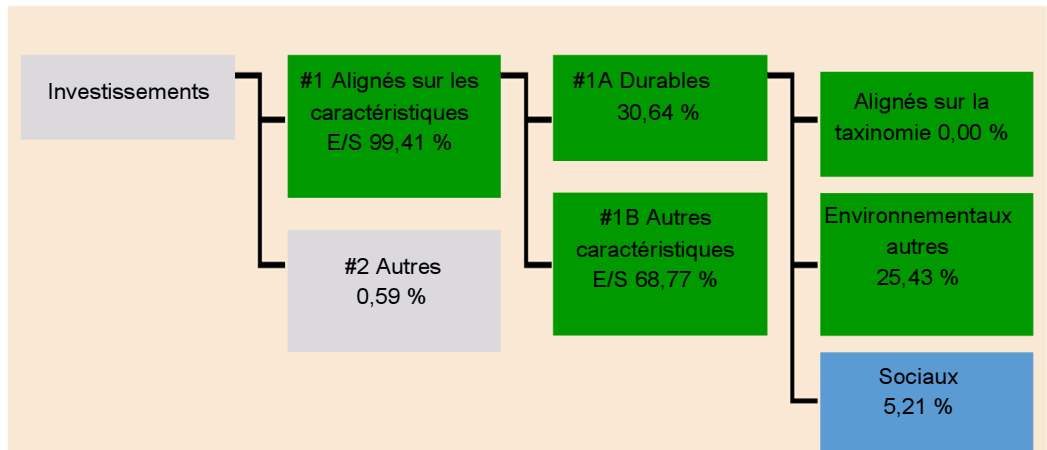 Investissements
#1 Alignés sur les
caractéristiques
E/S 99,41 %
#2 Autres
0,59 %
#1A Durables
30,64 %
#1B Autres
caractéristiques
E/S 68,77 %
Alignés sur la
taxinomie 0,00 %
Environnementaux
autres
25,43 %
Sociaux
5,21 %